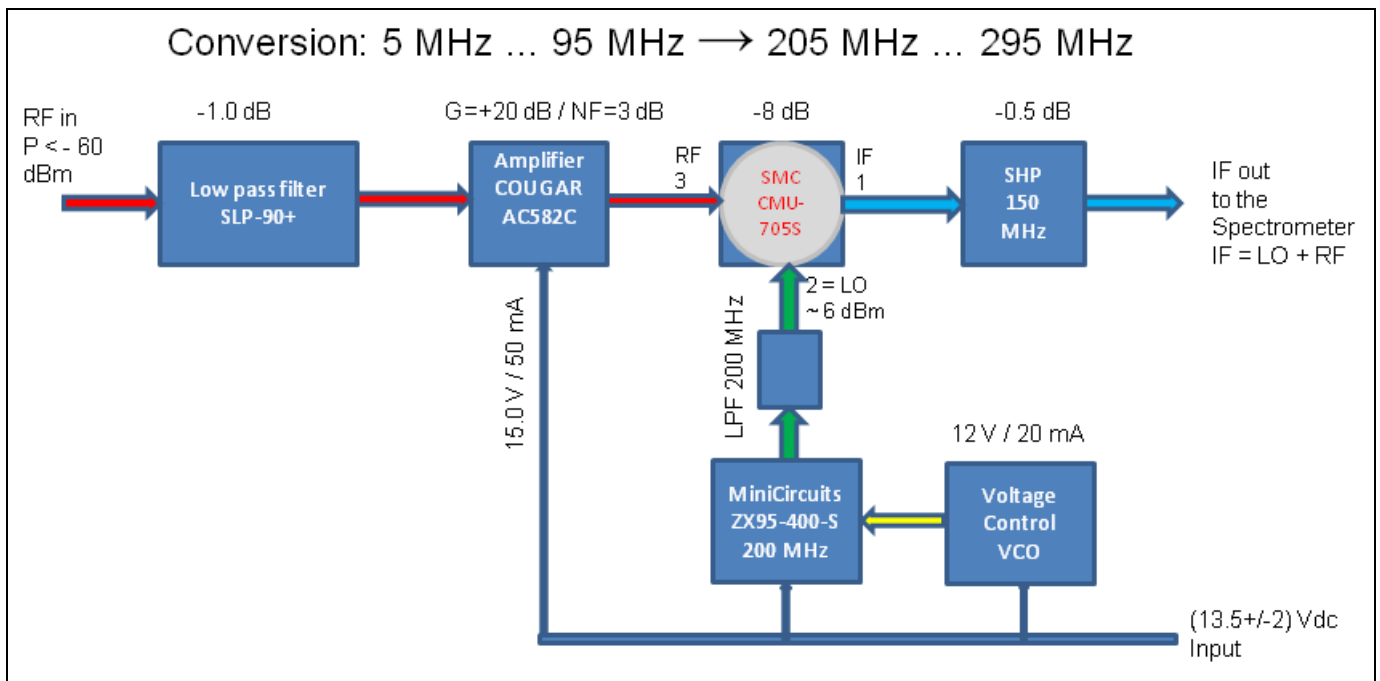 Conversion: 5 MHz ... 95 MHz → 205 MHz ... 295 MHz
RF in
P < - 60
dBm
-1.0 dB
Low pass filter
SLP-90+
G=+20 dB / NF=3 dB
Amplifier
COUGAR
AC582C
RF
3
-8 dB
SMC
CMU-
705S
IF
1
-0.5 dB
SHP
150
MHz
IF out
to the
Spectrometer
IF = LO + RF
2 = LO
~ 6 dBm
LPF 200 MHz
15.0 V / 50 mA
12 V / 20 mA
MiniCircuits
ZX95-400-S
200 MHz
Voltage
Control
VCO
(13.5+/-2) Vdc
Input